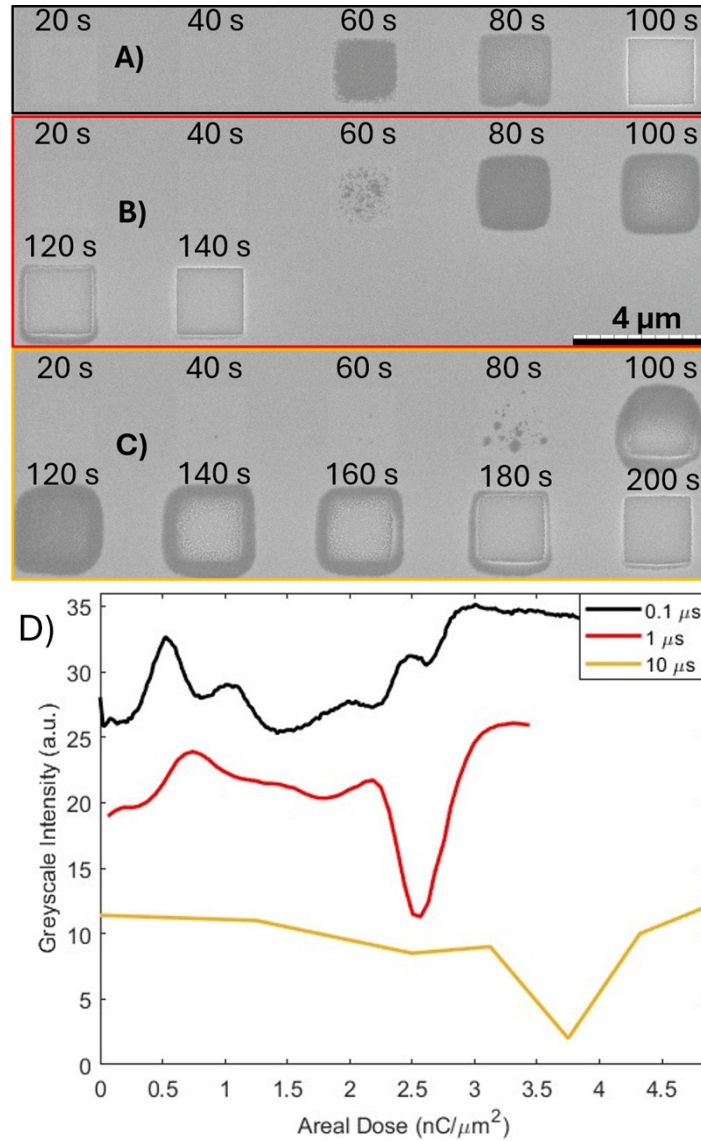 20 s 40 s 60 s 80 s 100 s
A)
20 s 40 s 60 s 80 s 100 s
B)
120 s 140 s
4 µm
20 s 40 s 60 s 80 s 100 s
C)
120 s 140 s 160 s 180 s 200 s
D)
35
30
25
20
15
10
5
0
Greyscale Intensity (a.u.)
0.1 µs
1 µs
10 µs
0 0.5 1 1.5 2 2.5 3 3.5 4 4.5
Areal Dose (nC/µm²)